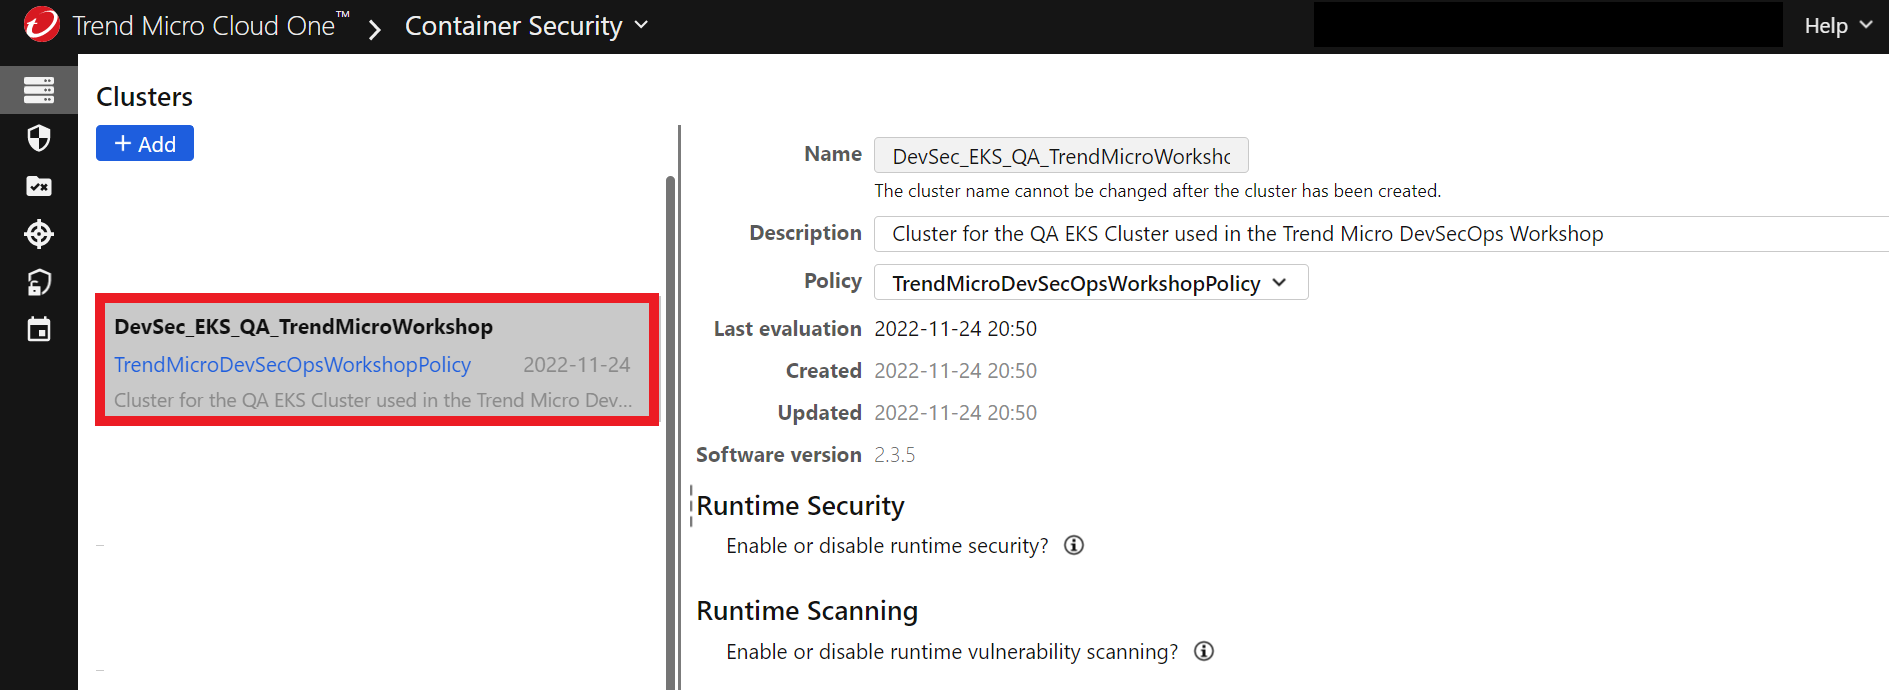 Trend Micro Cloud One™ Container Security
Help
Clusters
+ Add
DevSec_EKS_QA_TrendMicroWorkshop
TrendMicroDevSecOpsWorkshopPolicy 2022-11-24
Cluster for the QA EKS Cluster used in the Trend Micro Dev...
Name DevSec_EKS_QA_TrendMicroWorksho
The cluster name cannot be changed after the cluster has been created.
Description Cluster for the QA EKS Cluster used in the Trend Micro DevSecOps Workshop
Policy TrendMicroDevSecOpsWorkshopPolicy
Last evaluation 2022-11-24 20:50
Created 2022-11-24 20:50
Updated 2022-11-24 20:50
Software version 2.3.5
Runtime Security
Enable or disable runtime security?
Runtime Scanning
Enable or disable runtime vulnerability scanning?